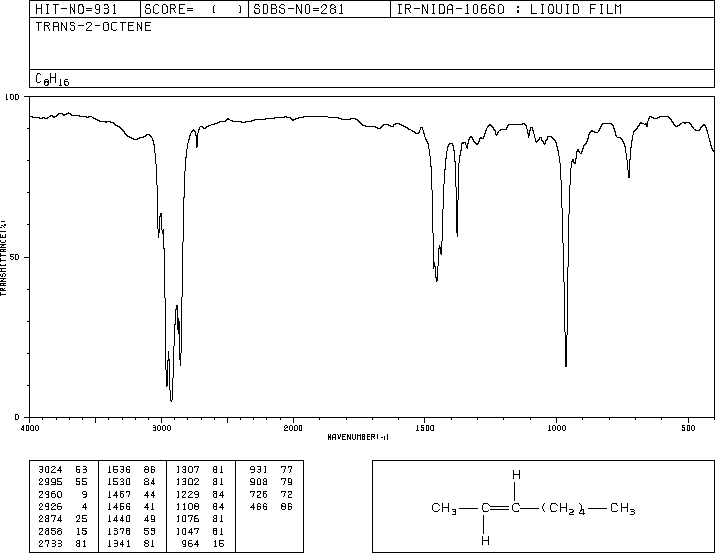 HIT-NO=931 SCORE= ( ) SDBS-NO=281 IR-NIDA-10660 : LIQUID FILM
TRANS-2-OCTENE
C8H16
100
50
0
TRANSMITTANCE(%)
4000 3000 2000 1500 1000 500
WAVENUMBER(-1)
3024 53 1636 86 1307 81 931 77
2995 55 1530 84 1302 81 908 79
2960 9 1467 44 1229 84 726 72
2926 4 1456 41 1108 84 466 86
2874 25 1440 49 1076 81
2858 15 1378 53 1047 81
2733 81 1341 81 964 15
H
CH3 C C (CH2)4 CH3
H